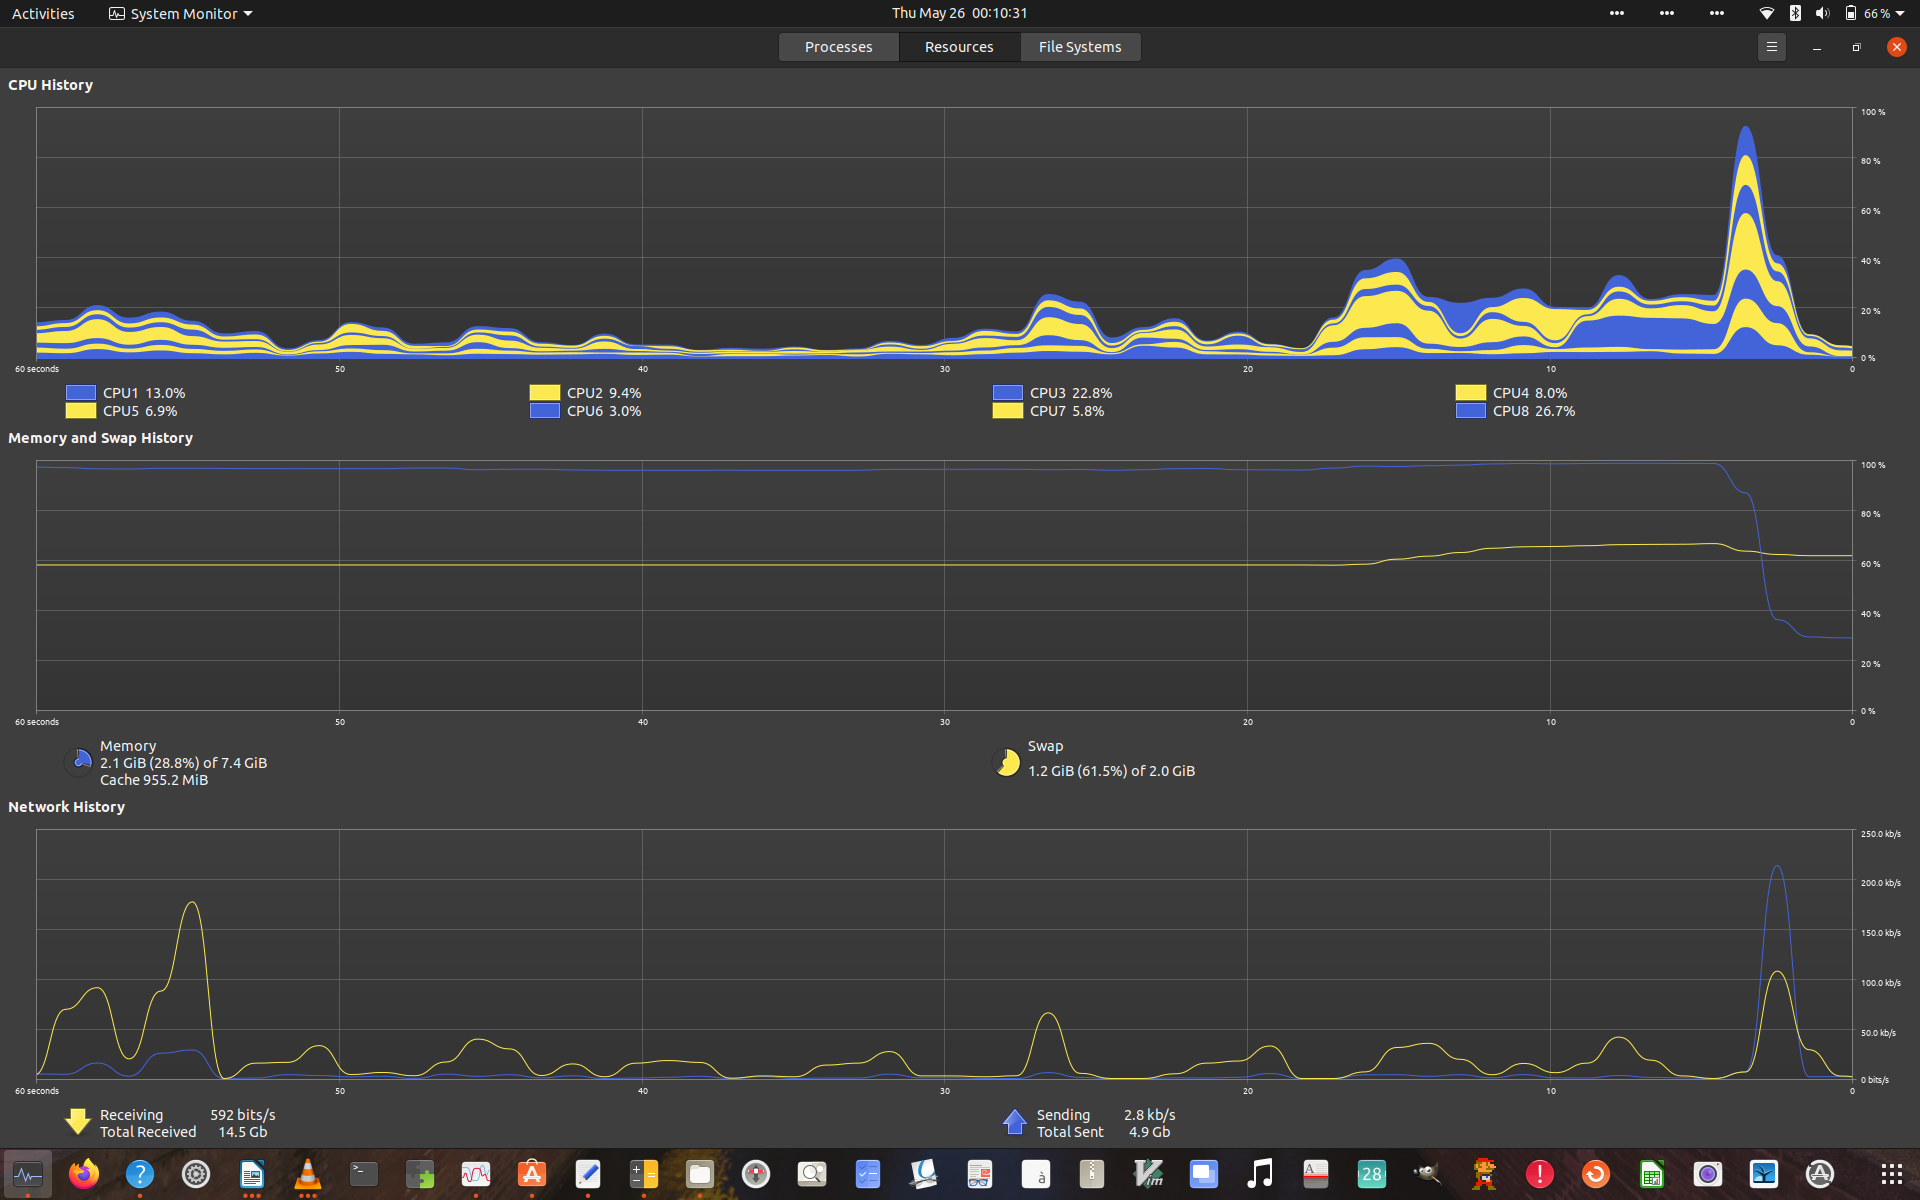 Activities System Monitor Thu May 26 00:10:31 66 %
Processes Resources File Systems
CPU History
100 %
80 %
60 %
40 %
20 %
0 %
60 seconds 50 40 30 20 10 0
CPU1 13.0% CPU2 9.4% CPU3 22.8% CPU4 8.0%
CPU5 6.9% CPU6 3.0% CPU7 5.8% CPU8 26.7%
Memory and Swap History
100 %
80 %
60 %
40 %
20 %
0 %
60 seconds 50 40 30 20 10 0
Memory
2.1 GiB (28.8%) of 7.4 GiB
Cache 955.2 MiB
Swap
1.2 GiB (61.5%) of 2.0 GiB
Network History
250.0 kb/s
200.0 kb/s
150.0 kb/s
100.0 kb/s
50.0 kb/s
0 bits/s
60 seconds 50 40 30 20 10 0
Receiving 592 bits/s
Total Received 14.5 Gb
Sending 2.8 kb/s
Total Sent 4.9 Gb
? >_ à Vim A 28 !